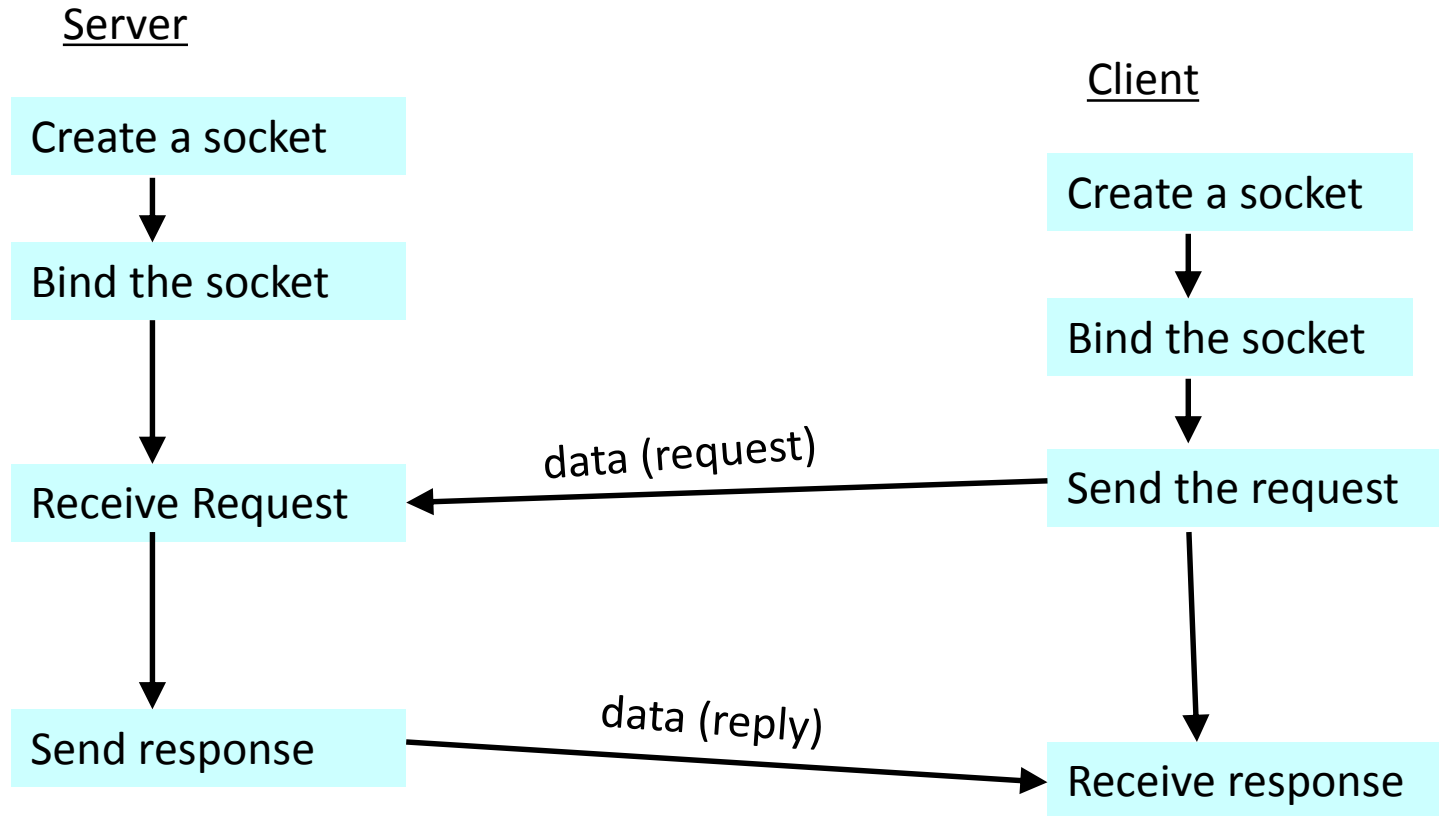 Server
Client
Create a socket
Create a socket
Bind the socket
Bind the socket
data (request)
Receive Request
Send the request
data (reply)
Send response
Receive response